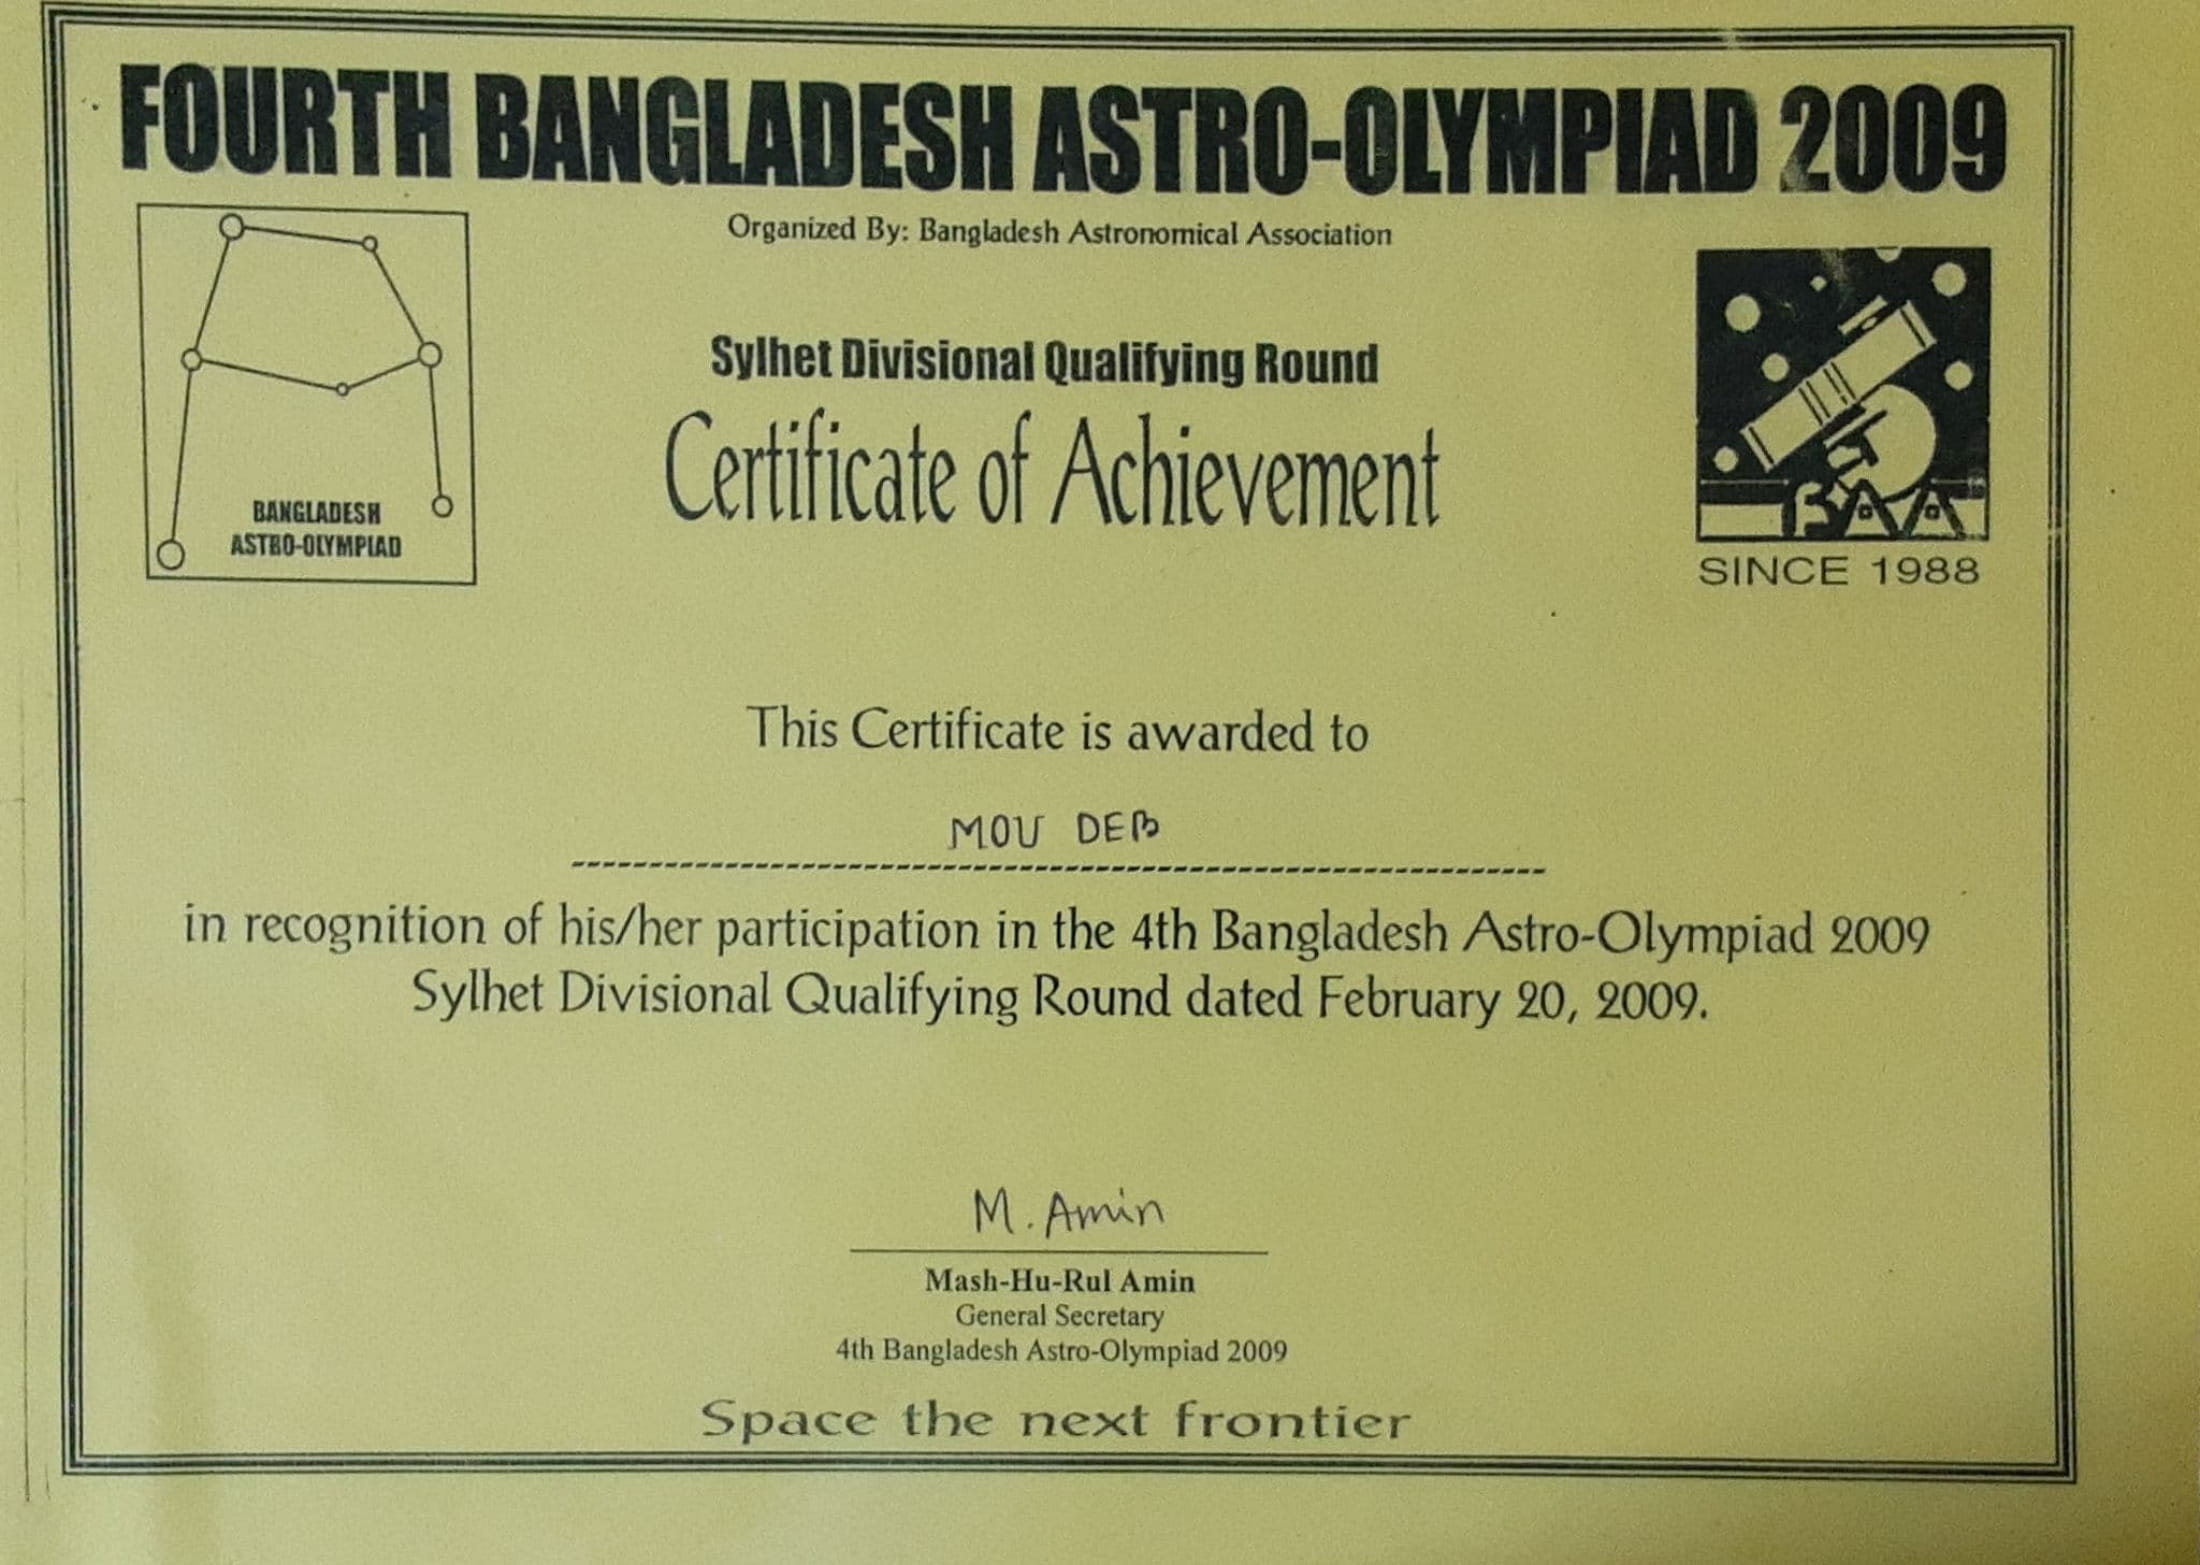 FOURTH BANGLADESH ASTRO-OLYMPIAD 2009
Organized By: Bangladesh Astronomical Association
BANGLADESH
ASTRO-OLYMPIAD
BAA
SINCE 1988
Sylhet Divisional Qualifying Round
Certificate of Achievement
This Certificate is awarded to
MOU DEB
in recognition of his/her participation in the 4th Bangladesh Astro-Olympiad 2009
Sylhet Divisional Qualifying Round dated February 20, 2009.
M. Amin
Mash-Hu-Rul Amin
General Secretary
4th Bangladesh Astro-Olympiad 2009
Space the next frontier